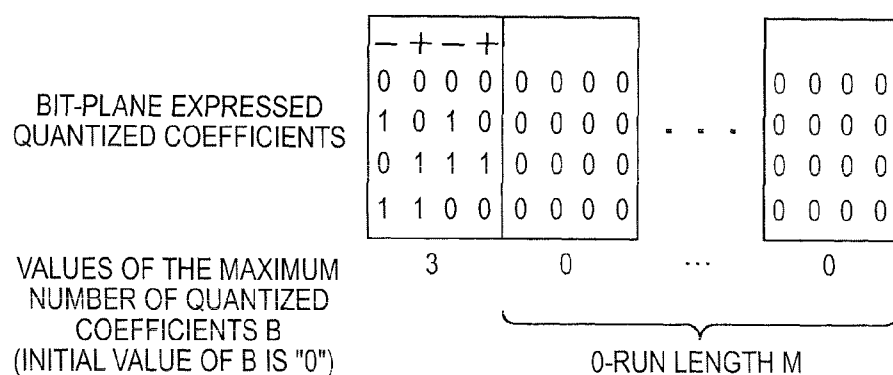 — + — +
0 0 0 0 0 0 0 0 0 0 0 0
BIT-PLANE EXPRESSED
QUANTIZED COEFFICIENTS
1 0 1 0 0 0 0 0 . . . 0 0 0 0
0 1 1 1 0 0 0 0 0 0 0 0
1 1 0 0 0 0 0 0 0 0 0 0
VALUES OF THE MAXIMUM
NUMBER OF QUANTIZED
COEFFICIENTS B
(INITIAL VALUE OF B IS "0")
3 0 ... 0
0-RUN LENGTH M